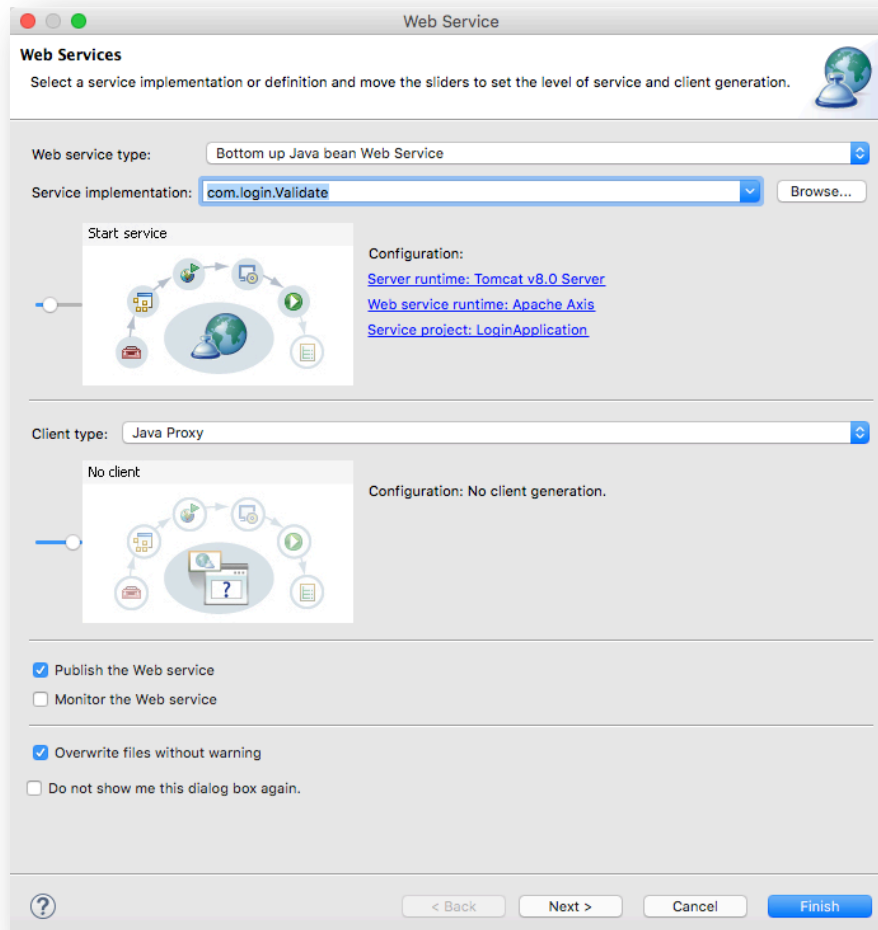 Web Service
Web Services
Select a service implementation or definition and move the sliders to set the level of service and client generation.
Web service type: Bottom up Java bean Web Service
Service implementation: com.login.Validate Browse...
Start service
Configuration:
Server runtime: Tomcat v8.0 Server
Web service runtime: Apache Axis
Service project: LoginApplication
Client type: Java Proxy
No client
Configuration: No client generation.
?
Publish the Web service
Monitor the Web service
Overwrite files without warning
Do not show me this dialog box again.
? < Back Next > Cancel Finish